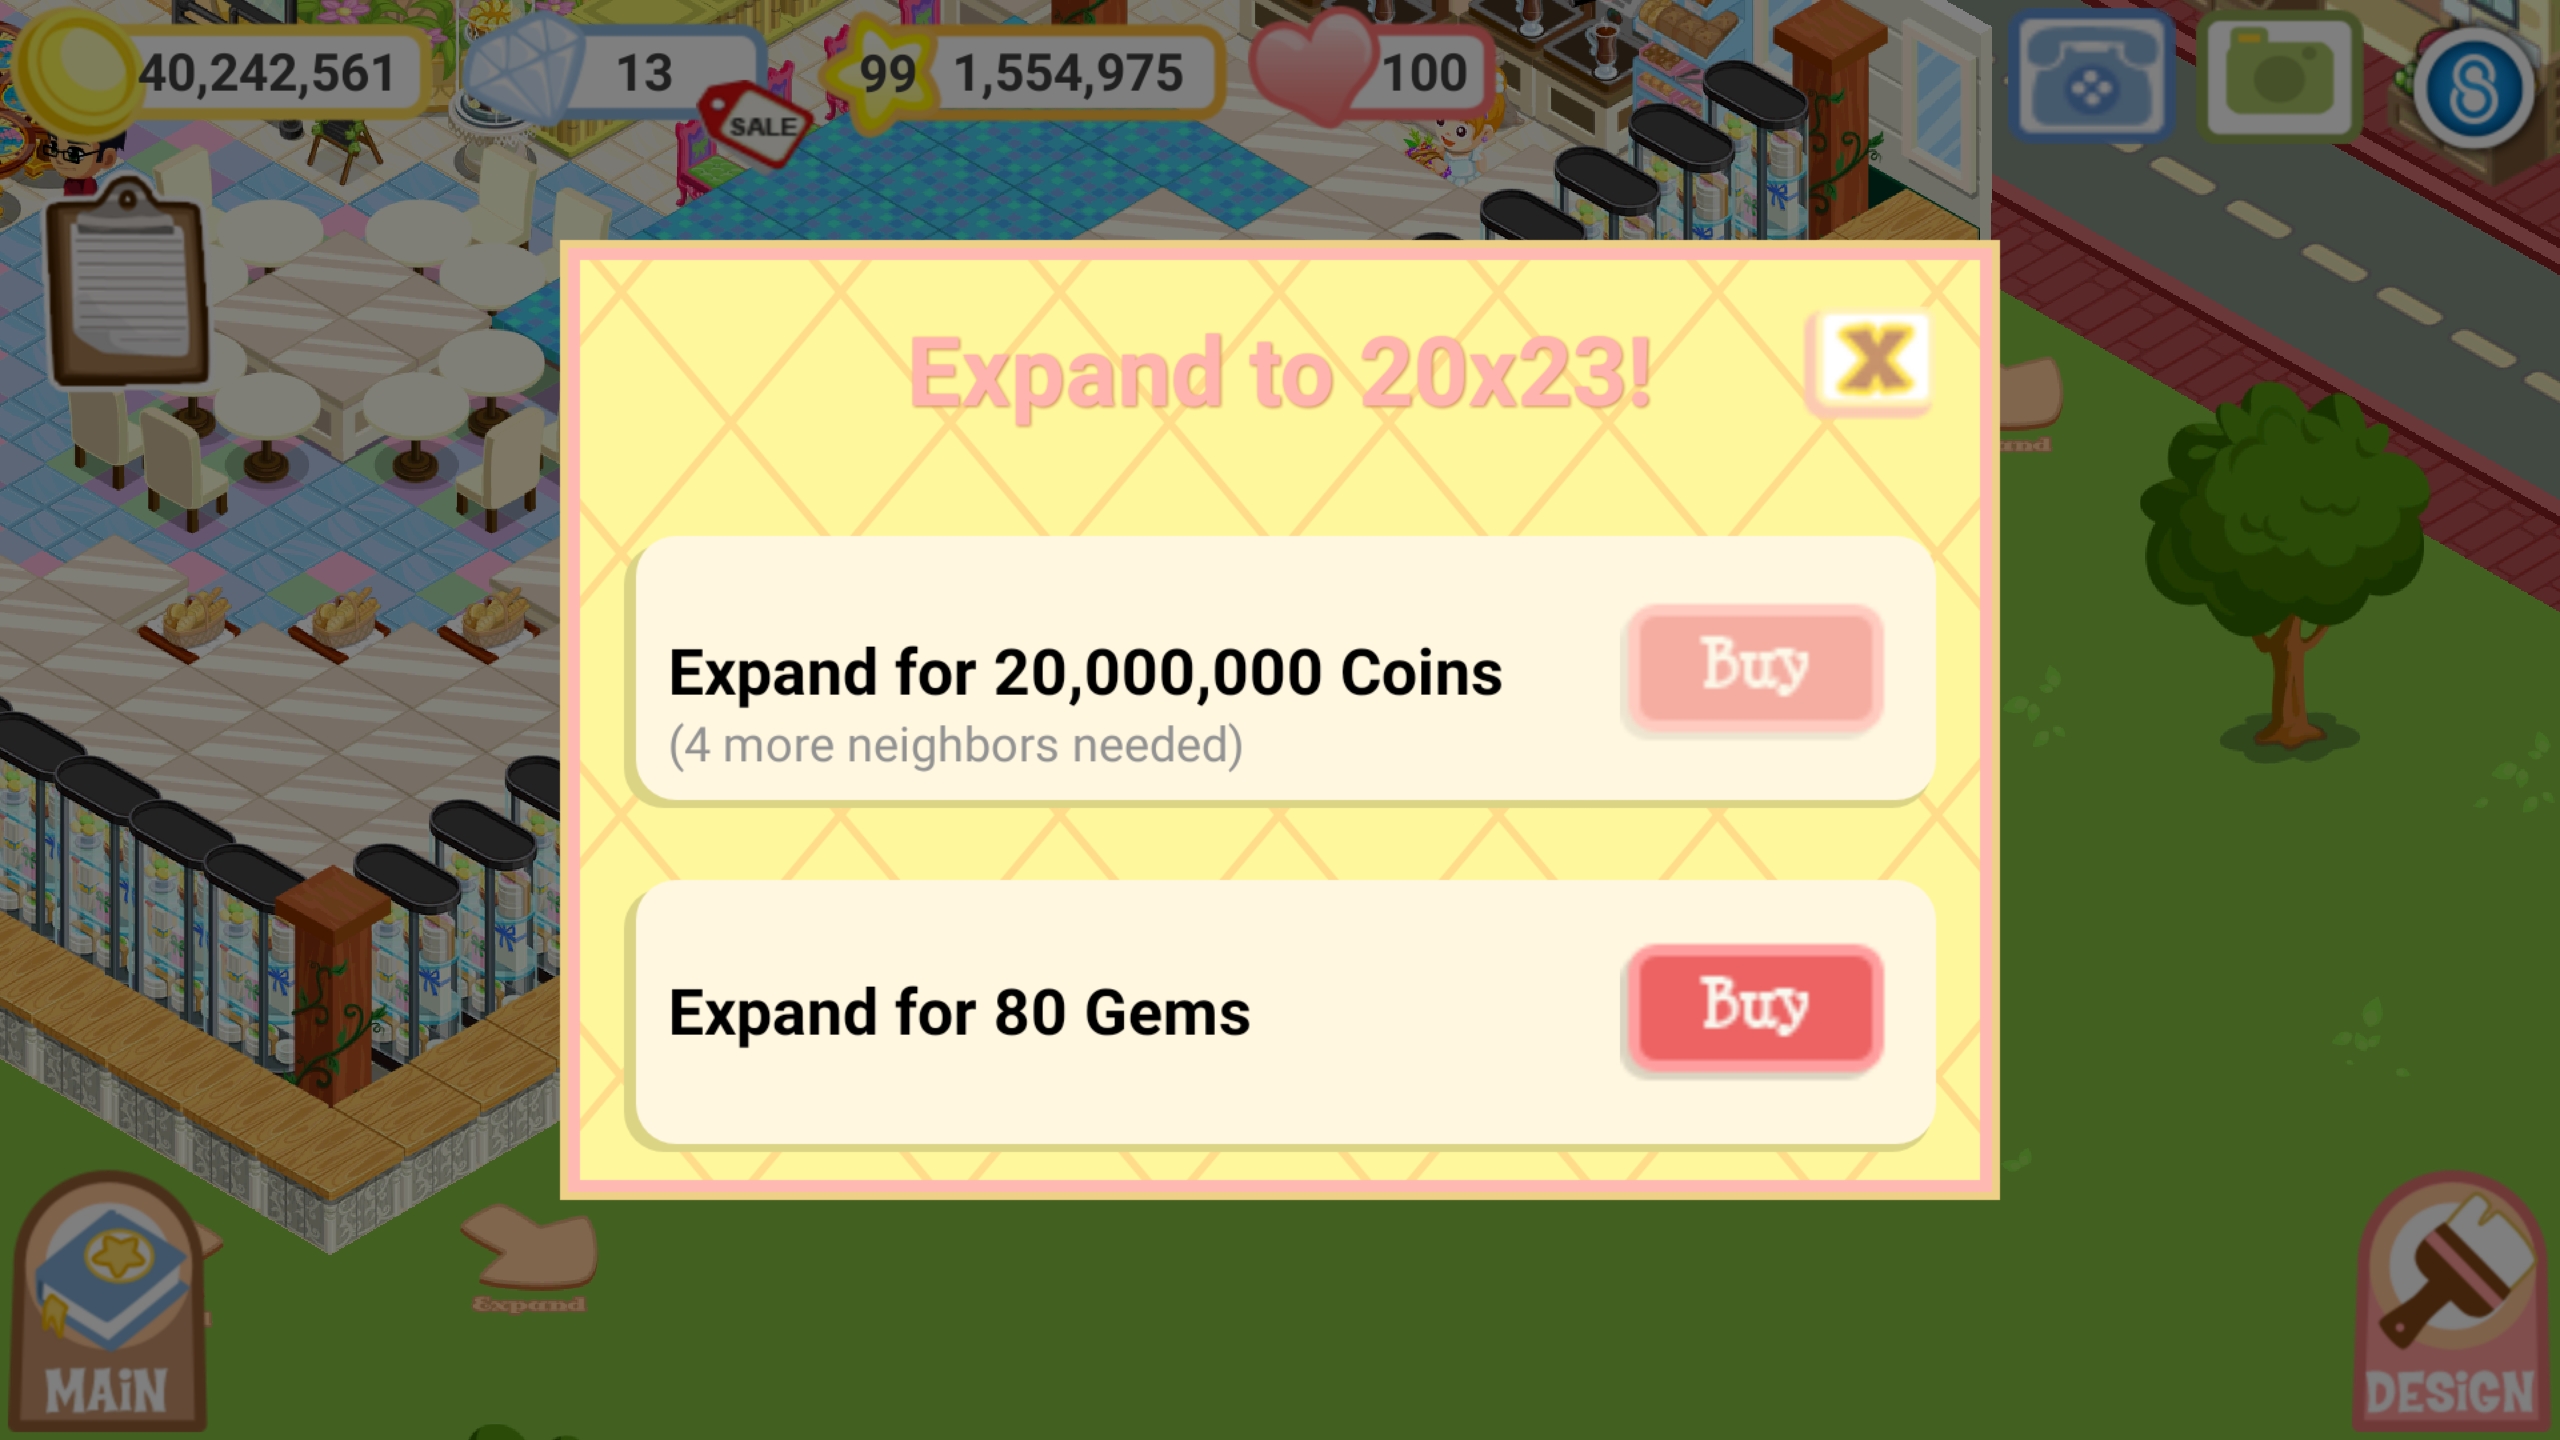 40,242,561
13
SALE
99
1,554,975
100
Expand to 20x23!
X
Expand for 20,000,000 Coins
(4 more neighbors needed)
Buy
Expand for 80 Gems
Buy
Expand
MAiN
DESiGN